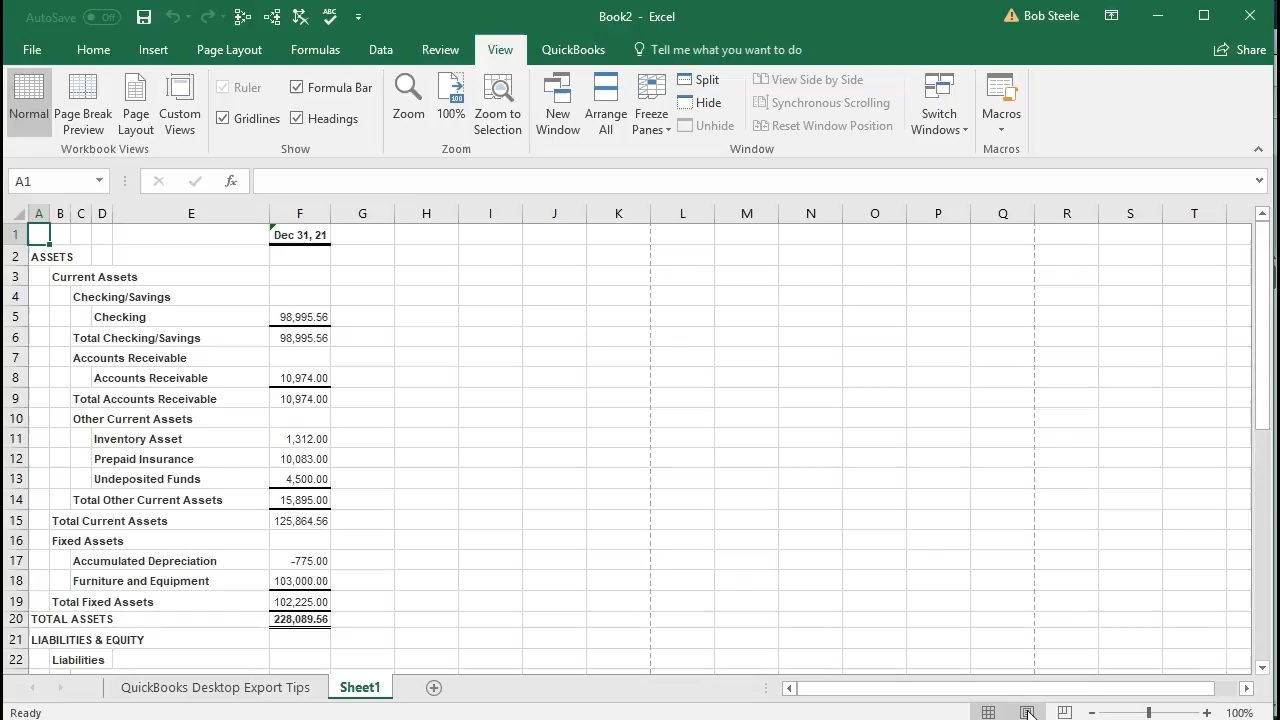 AutoSave Off Book2 - Excel Bob Steele
File Home Insert Page Layout Formulas Data Review View QuickBooks Tell me what you want to do Share
Normal Page Break Preview Page Layout Custom Views
Workbook Views
Ruler Formula Bar
Gridlines Headings
Show
Zoom 100% Zoom to Selection
100
Zoom
New Window Arrange All Freeze Panes
Split
Hide
Unhide
View Side by Side
Synchronous Scrolling
Reset Window Position
Switch Windows
Window
Macros
Macros
A1 fx
A B C D E F G H I J K L M N O P Q R S T
1 Dec 31, 21
2 ASSETS
3 Current Assets
4 Checking/Savings
5 Checking 98,995.56
6 Total Checking/Savings 98,995.56
7 Accounts Receivable
8 Accounts Receivable 10,974.00
9 Total Accounts Receivable 10,974.00
10 Other Current Assets
11 Inventory Asset 1,312.00
12 Prepaid Insurance 10,083.00
13 Undeposited Funds 4,500.00
14 Total Other Current Assets 15,895.00
15 Total Current Assets 125,864.56
16 Fixed Assets
17 Accumulated Depreciation -775.00
18 Furniture and Equipment 103,000.00
19 Total Fixed Assets 102,225.00
20 TOTAL ASSETS 228,089.56
21 LIABILITIES & EQUITY
22 Liabilities
QuickBooks Desktop Export Tips Sheet1
Ready 100%